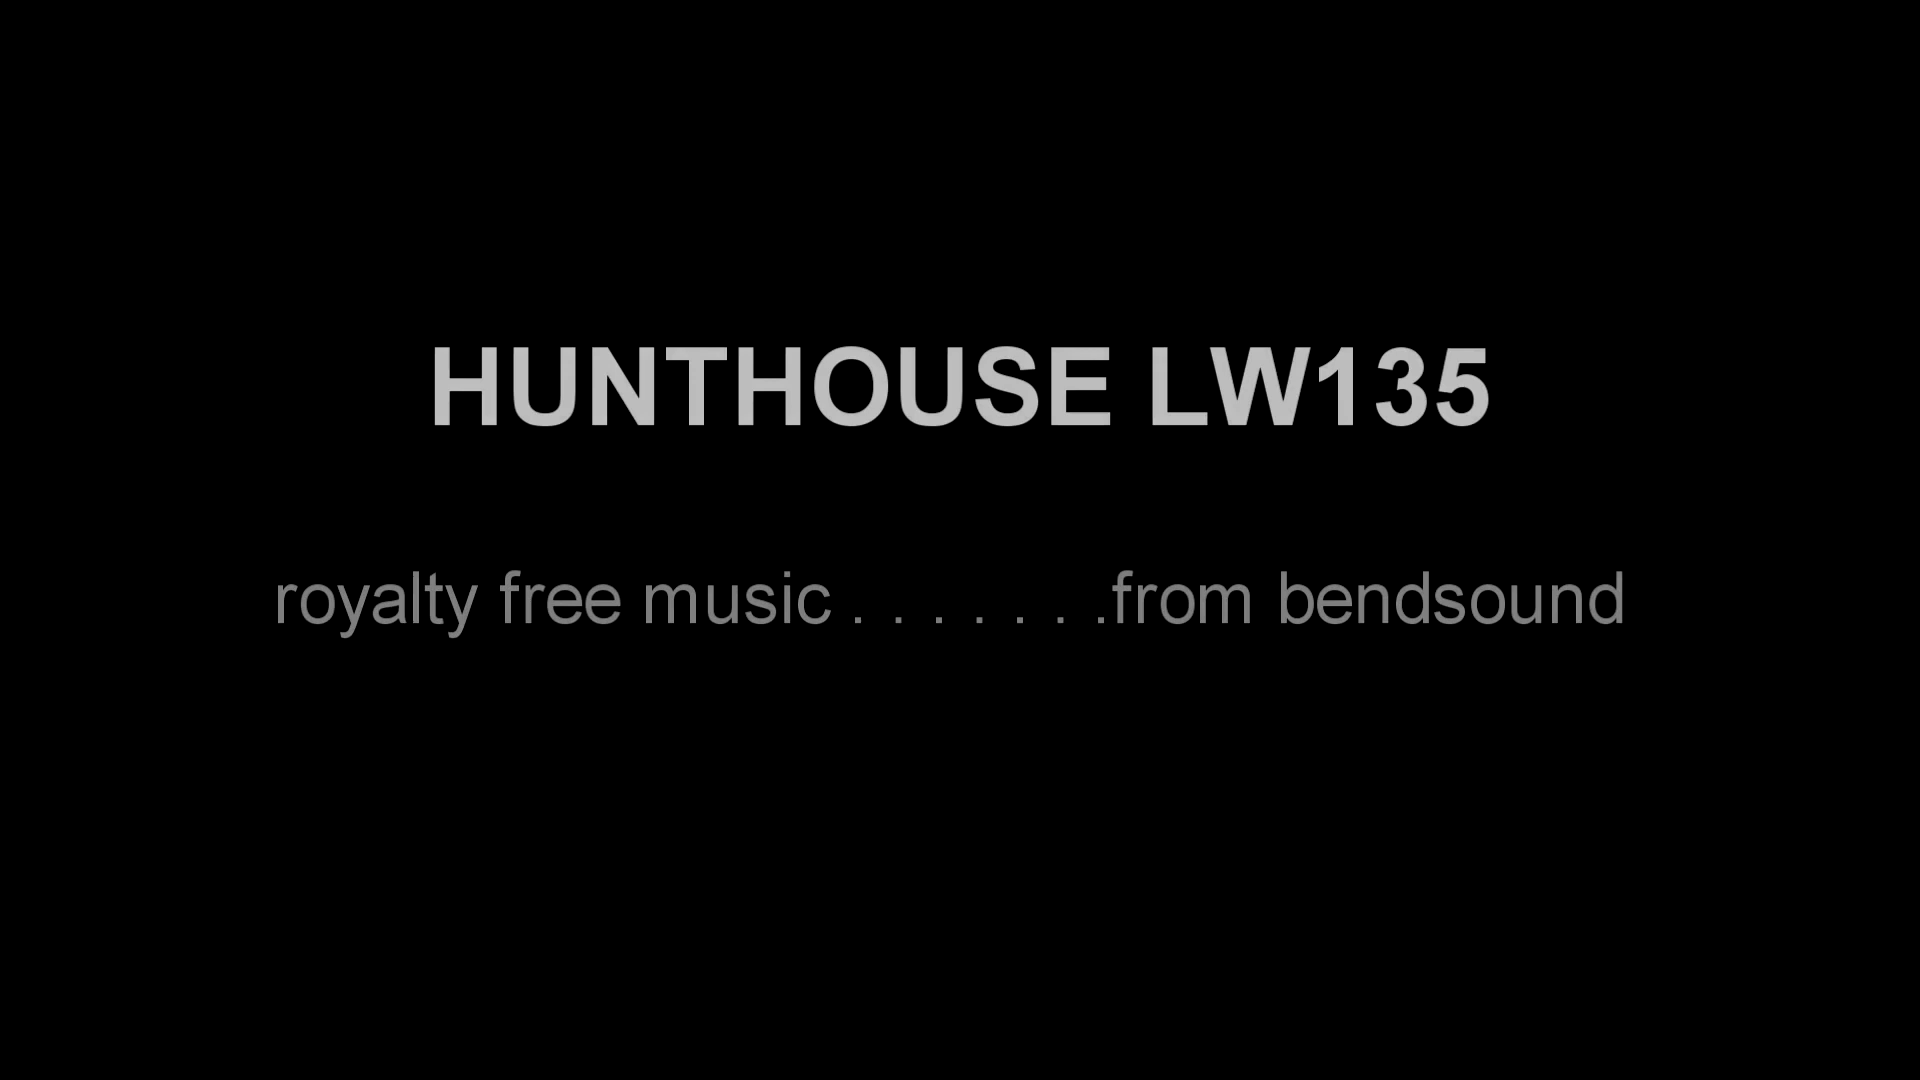 HUNTHOUSE LW135
royalty free music . . . . . . .from bendsound